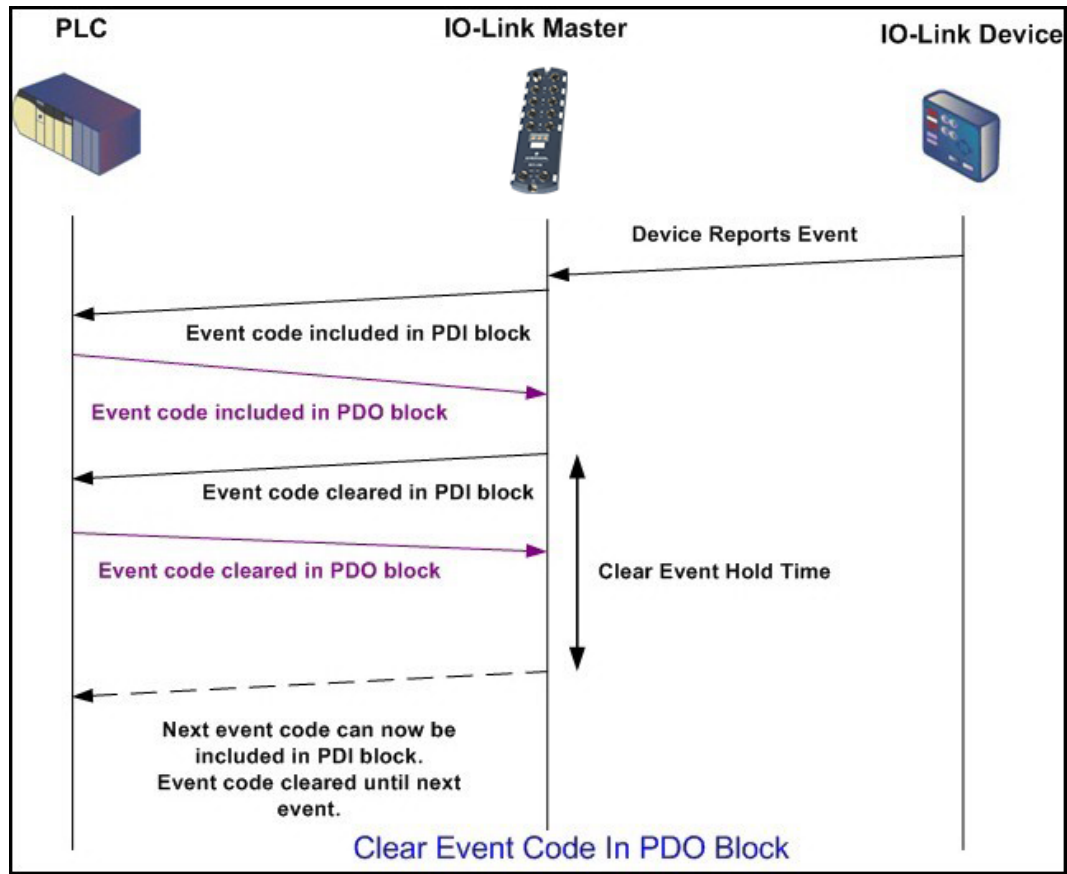 PLC
IO-Link Master
IO-Link Device
Device Reports Event
Event code included in PDI block
Event code included in PDO block
Event code cleared in PDI block
Event code cleared in PDO block
Clear Event Hold Time
Next event code can now be
included in PDI block.
Event code cleared until next
event.
Clear Event Code In PDO Block